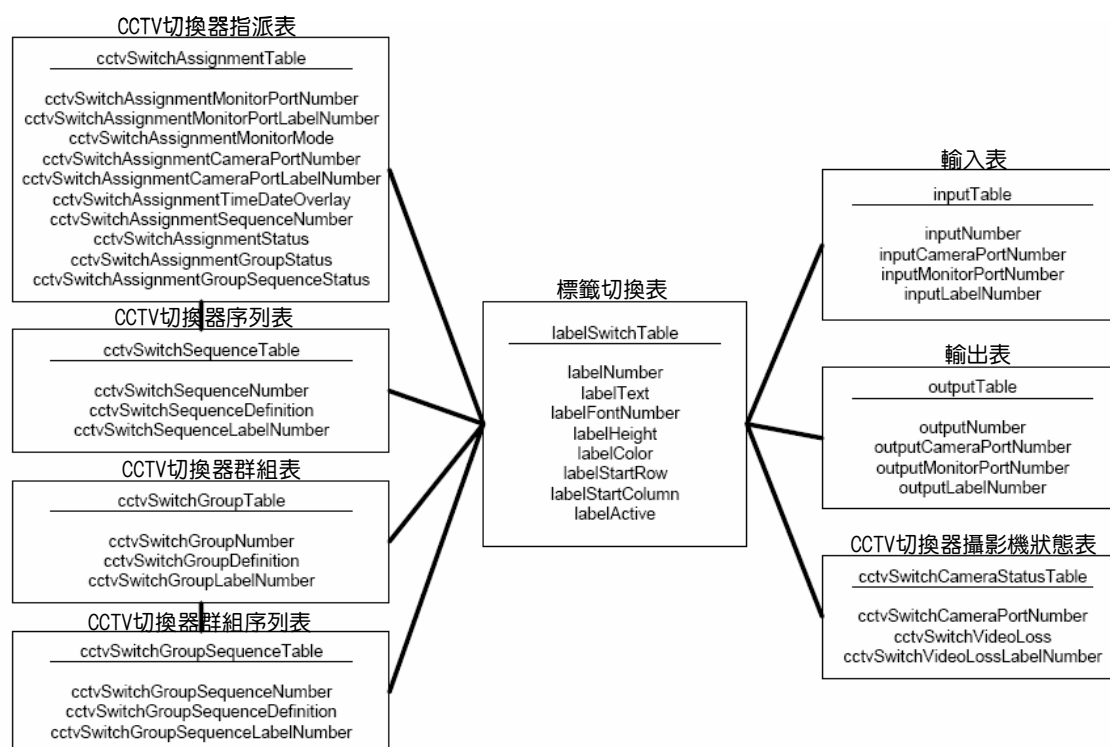 CCTV切換器指派表
cctvSwitchAssignmentTable
cctvSwitchAssignmentMonitorPortNumber
cctvSwitchAssignmentMonitorPortLabelNumber
cctvSwitchAssignmentMonitorMode
cctvSwitchAssignmentCameraPortNumber
cctvSwitchAssignmentCameraPortLabelNumber
cctvSwitchAssignmentTimeDateOverlay
cctvSwitchAssignmentSequenceNumber
cctvSwitchAssignmentStatus
cctvSwitchAssignmentGroupStatus
cctvSwitchAssignmentGroupSequenceStatus
CCTV切換器序列表
cctvSwitchSequenceTable
cctvSwitchSequenceNumber
cctvSwitchSequenceDefinition
cctvSwitchSequenceLabelNumber
CCTV切換器群組表
cctvSwitchGroupTable
cctvSwitchGroupNumber
cctvSwitchGroupDefinition
cctvSwitchGroupLabelNumber
CCTV切換器群組序列表
cctvSwitchGroupSequenceTable
cctvSwitchGroupSequenceNumber
cctvSwitchGroupSequenceDefinition
cctvSwitchGroupSequenceLabelNumber
標籤切換表
labelSwitchTable
labelNumber
labelText
labelFontNumber
labelHeight
labelColor
labelStartRow
labelStartColumn
labelActive
輸入表
inputTable
inputNumber
inputCameraPortNumber
inputMonitorPortNumber
inputLabelNumber
輸出表
outputTable
outputNumber
outputCameraPortNumber
outputMonitorPortNumber
outputLabelNumber
CCTV切換器攝影機狀態表
cctvSwitchCameraStatusTable
cctvSwitchCameraPortNumber
cctvSwitchVideoLoss
cctvSwitchVideoLossLabelNumber